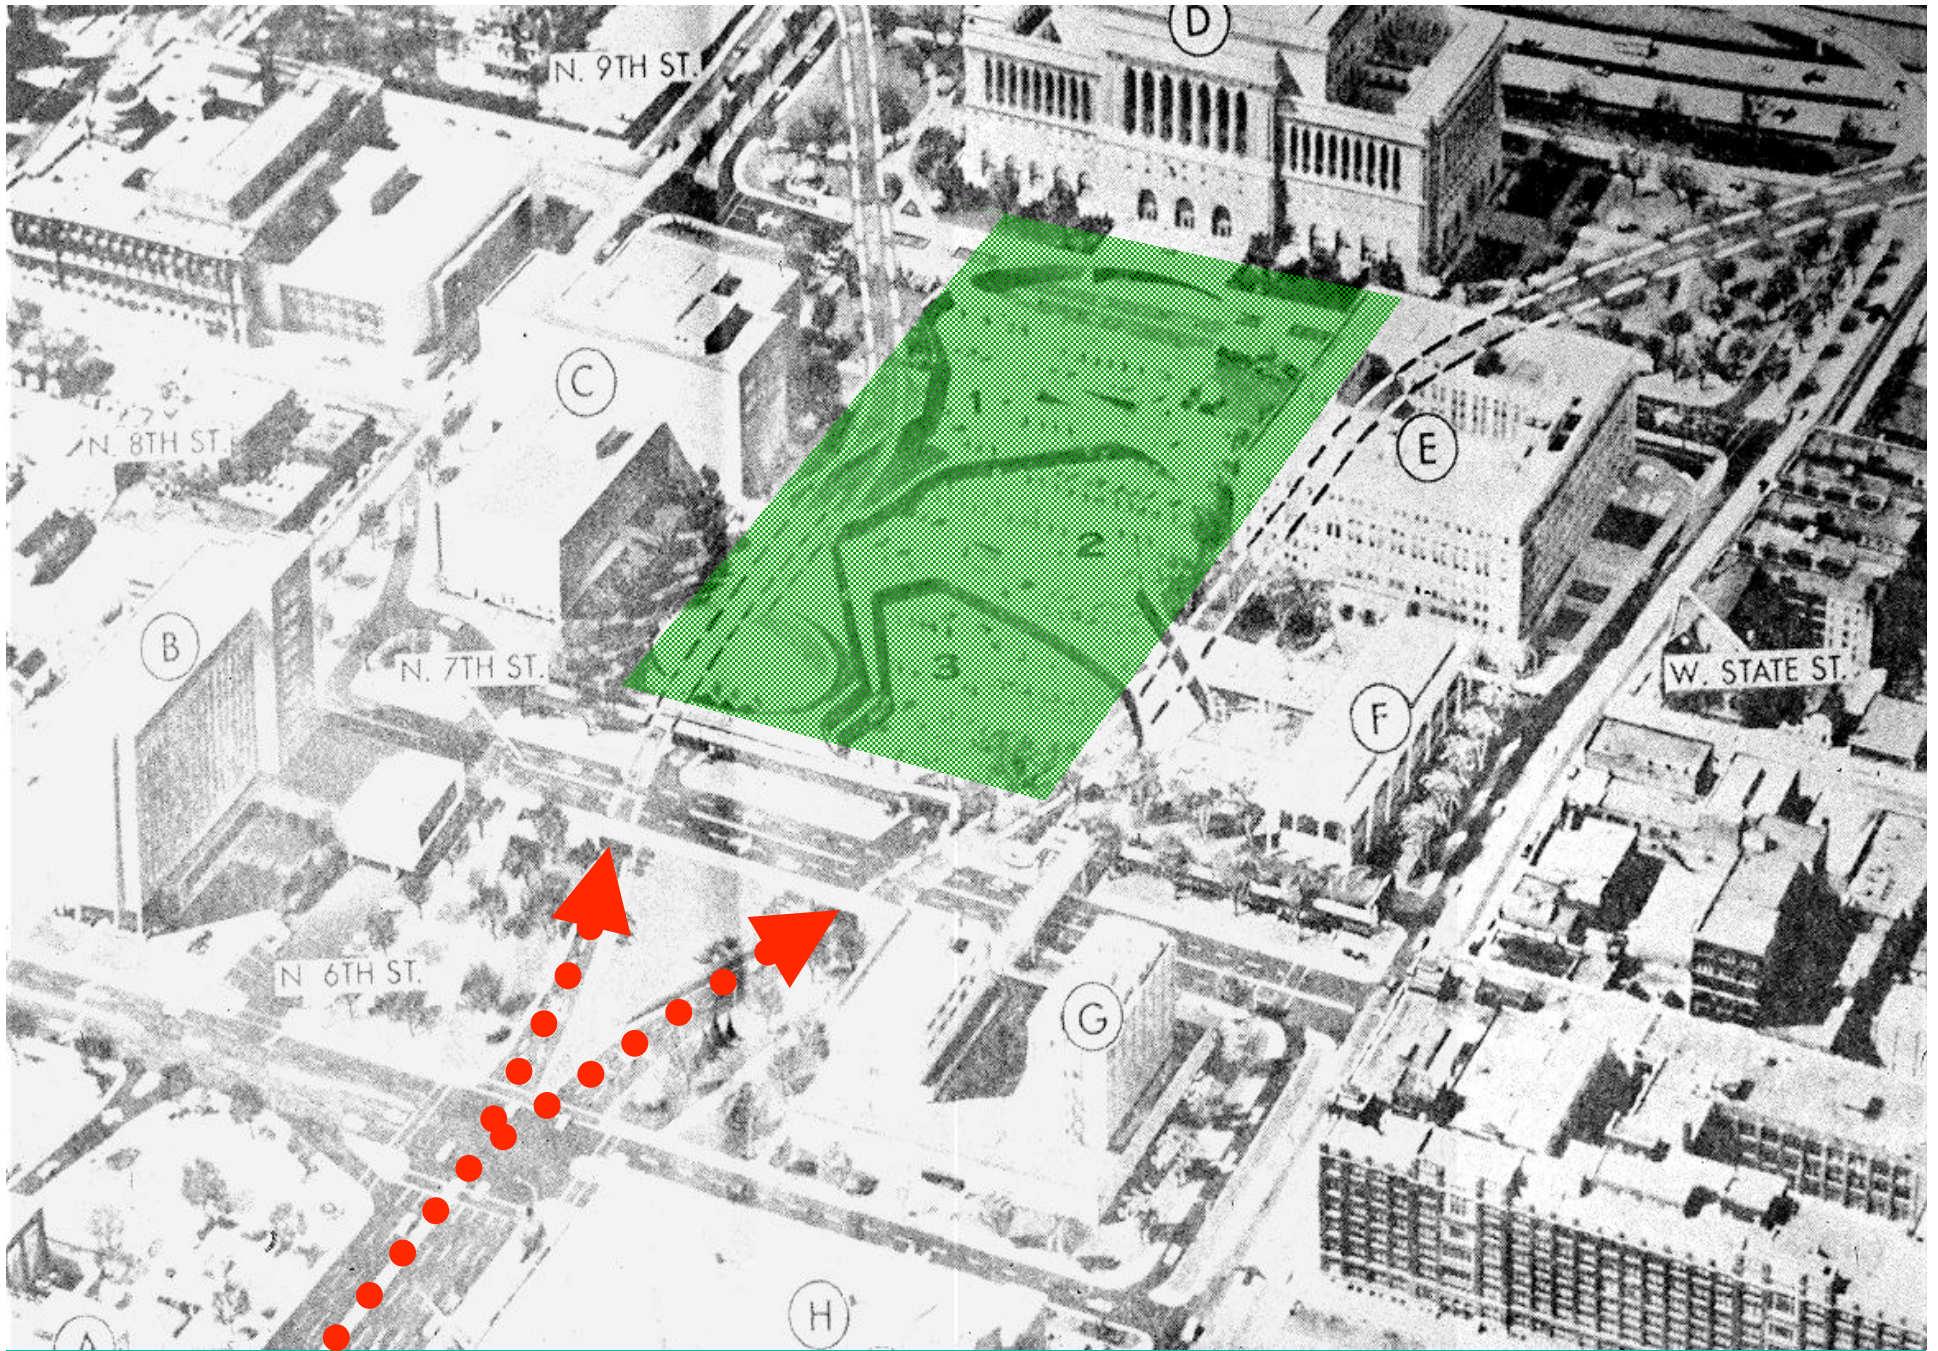 D
N. 9TH ST.
C
1
N. 8TH ST.
E
2
B
N. 7TH ST.
3
W. STATE ST.
F
N 6TH ST.
G
H
A